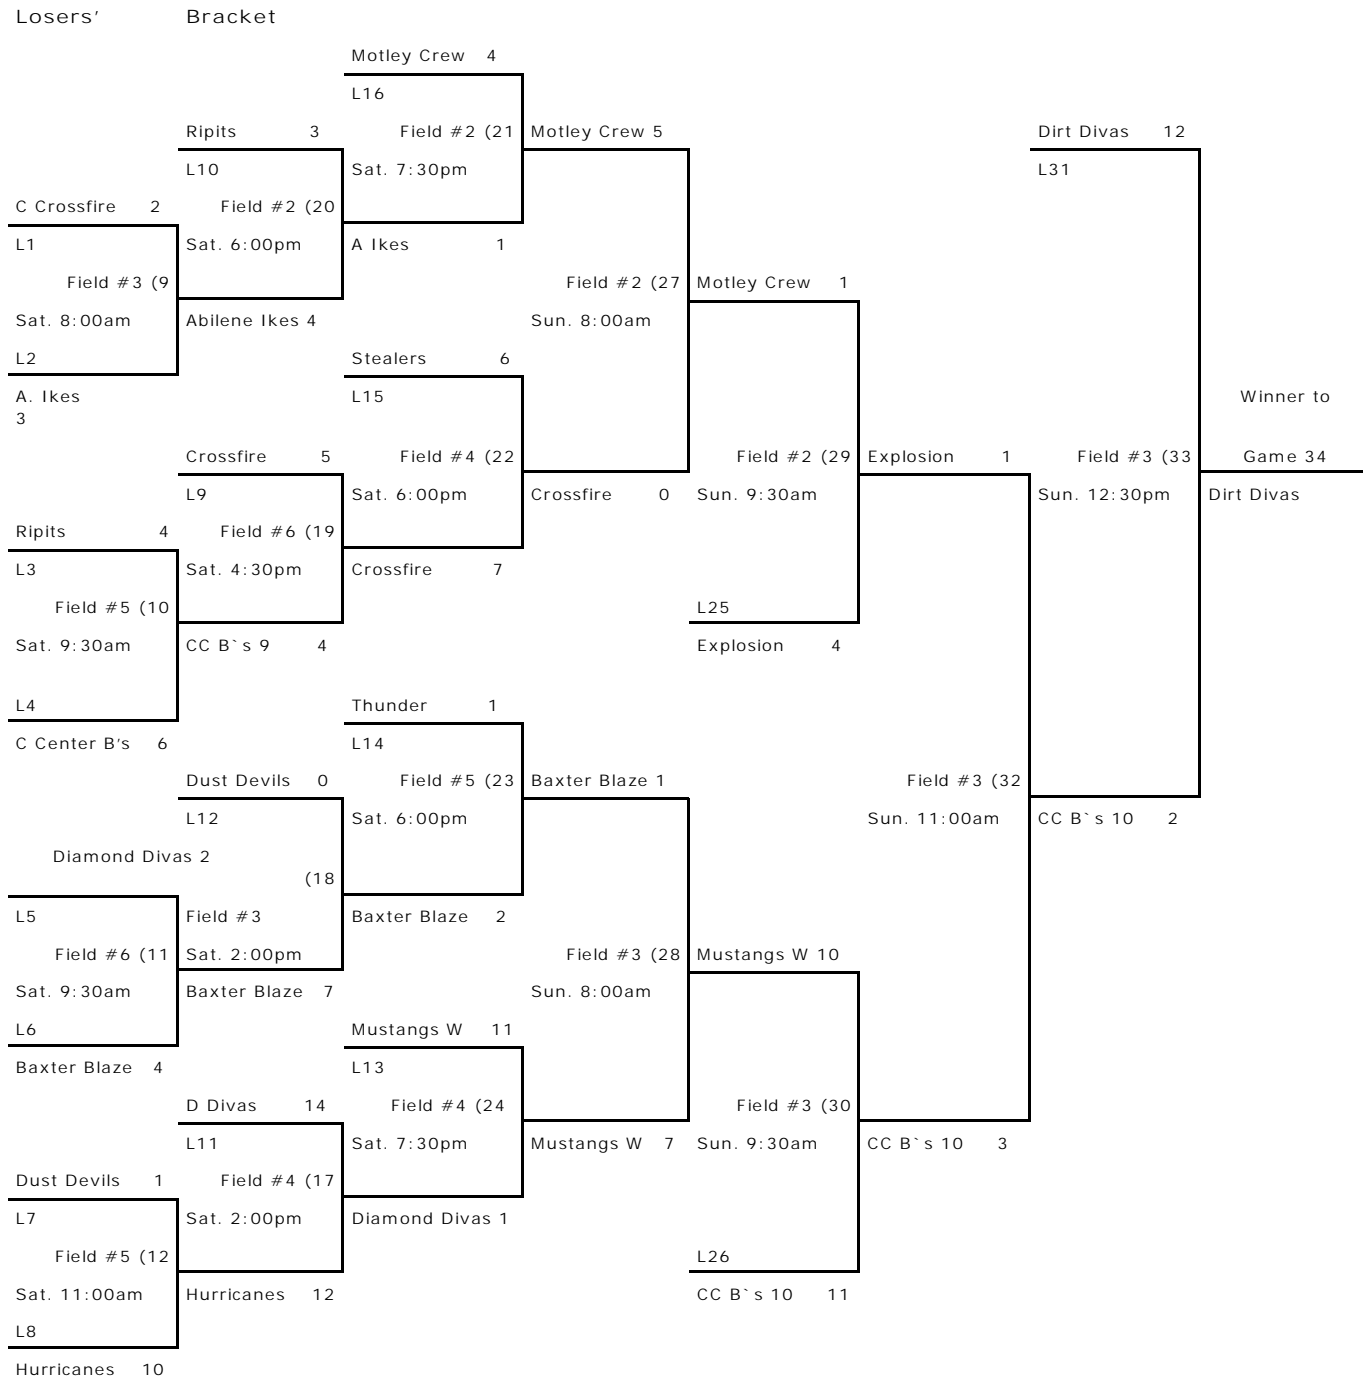 Losers’ Bracket
Motley Crew 4
L16
Ripits 3
Field #2 (21
Motley Crew 5
Dirt Divas 12
L10
Sat. 7:30pm
L31
C Crossfire 2
Field #2 (20
L1
Sat. 6:00pm
A Ikes 1
Field #3 (9
Field #2 (27
Motley Crew 1
Sat. 8:00am
Abilene Ikes 4
Sun. 8:00am
L2
Stealers 6
A. Ikes
3
L15
Winner to
Crossfire 5
Field #4 (22
Field #2 (29
Explosion 1
Field #3 (33
Game 34
L9
Sat. 6:00pm
Crossfire 0
Sun. 9:30am
Sun. 12:30pm
Dirt Divas
Ripits 4
Field #6 (19
L3
Sat. 4:30pm
Crossfire 7
Field #5 (10
L25
Sat. 9:30am
CC B`s 9 4
Explosion 4
L4
Thunder 1
C Center B’s 6
L14
Dust Devils 0
Field #5 (23
Baxter Blaze 1
Field #3 (32
L12
Sat. 6:00pm
Sun. 11:00am
CC B`s 10 2
Diamond Divas 2
(18
L5
Field #3
Baxter Blaze 2
Field #6 (11
Sat. 2:00pm
Field #3 (28
Mustangs W 10
Sat. 9:30am
Baxter Blaze 7
Sun. 8:00am
L6
Mustangs W 11
Baxter Blaze 4
L13
D Divas 14
Field #4 (24
Field #3 (30
L11
Sat. 7:30pm
Mustangs W 7
Sun. 9:30am
CC B`s 10 3
Dust Devils 1
Field #4 (17
L7
Sat. 2:00pm
Diamond Divas 1
Field #5 (12
L26
Sat. 11:00am
Hurricanes 12
CC B`s 10 11
L8
Hurricanes 10